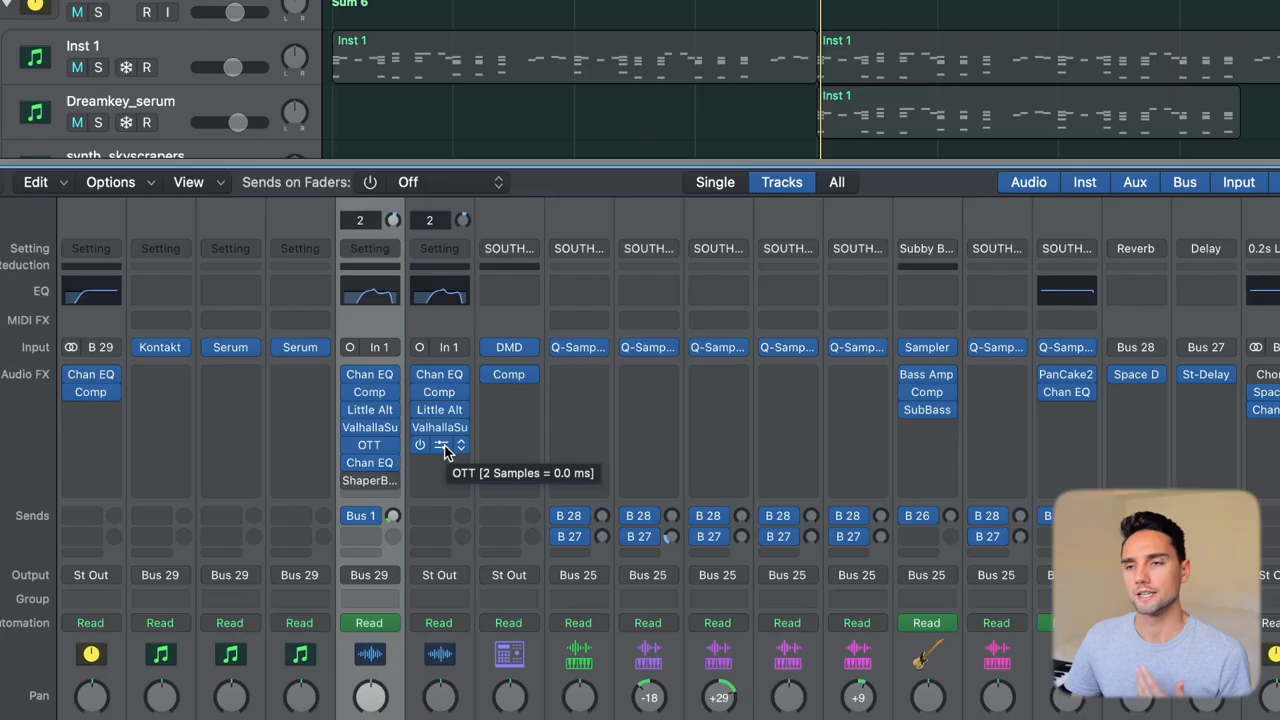 Sum 6
M S R I
L R
Inst 1
M S R
L R
Inst 1
Inst 1
Dreamkey_serum
M S R
L R
Inst 1
synth_skyscrapers
Edit Options View Sends on Faders: Off Single Tracks All Audio Inst Aux Bus Input
2 2
Setting Setting Setting Setting Setting Setting Setting SOUTH... SOUTH... SOUTH... SOUTH... SOUTH... SOUTH... Subby B... SOUTH... SOUTH... Reverb Delay 0.2s L
Reduction
EQ
MIDI FX
Input B 29 Kontakt Serum Serum In 1 In 1 DMD Q-Samp... Q-Samp... Q-Samp... Q-Samp... Q-Samp... Sampler Q-Samp... Q-Samp... Bus 28 Bus 27 B
Audio FX Chan EQ Chan EQ Chan EQ Comp Bass Amp PanCake2 Space D St-Delay Chor
Comp Comp Comp Comp Chan EQ Spac
Little Alt Little Alt SubBass Chan
ValhallaSu ValhallaSu
OTT
Chan EQ
OTT [2 Samples = 0.0 ms]
ShaperB...
Sends Bus 1 B 28 B 28 B 28 B 28 B 28 B 26 B 28
B 27 B 27 B 27 B 27 B 27 B 27
Output St Out Bus 29 Bus 29 Bus 29 Bus 29 St Out St Out Bus 25 Bus 25 Bus 25 Bus 25 Bus 25 Bus 25 Bus 25
Group
Automation Read Read Read Read Read Read Read Read Read Read Read Read Read Read
Pan -18 +29 +9